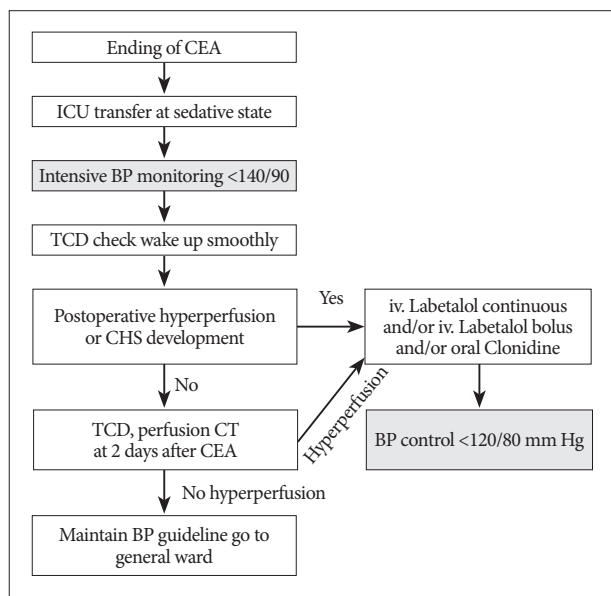 Ending of CEA
ICU transfer at sedative state
Intensive BP monitoring <140/90
TCD check wake up smoothly
Postoperative hyperperfusion
or CHS development
Yes
iv. Labetalol continuous
and/or iv. Labetalol bolus
and/or oral Clonidine
No
Hyperperfusion
TCD, perfusion CT
at 2 days after CEA
BP control <120/80 mm Hg
No hyperperfusion
Maintain BP guideline go to
general ward